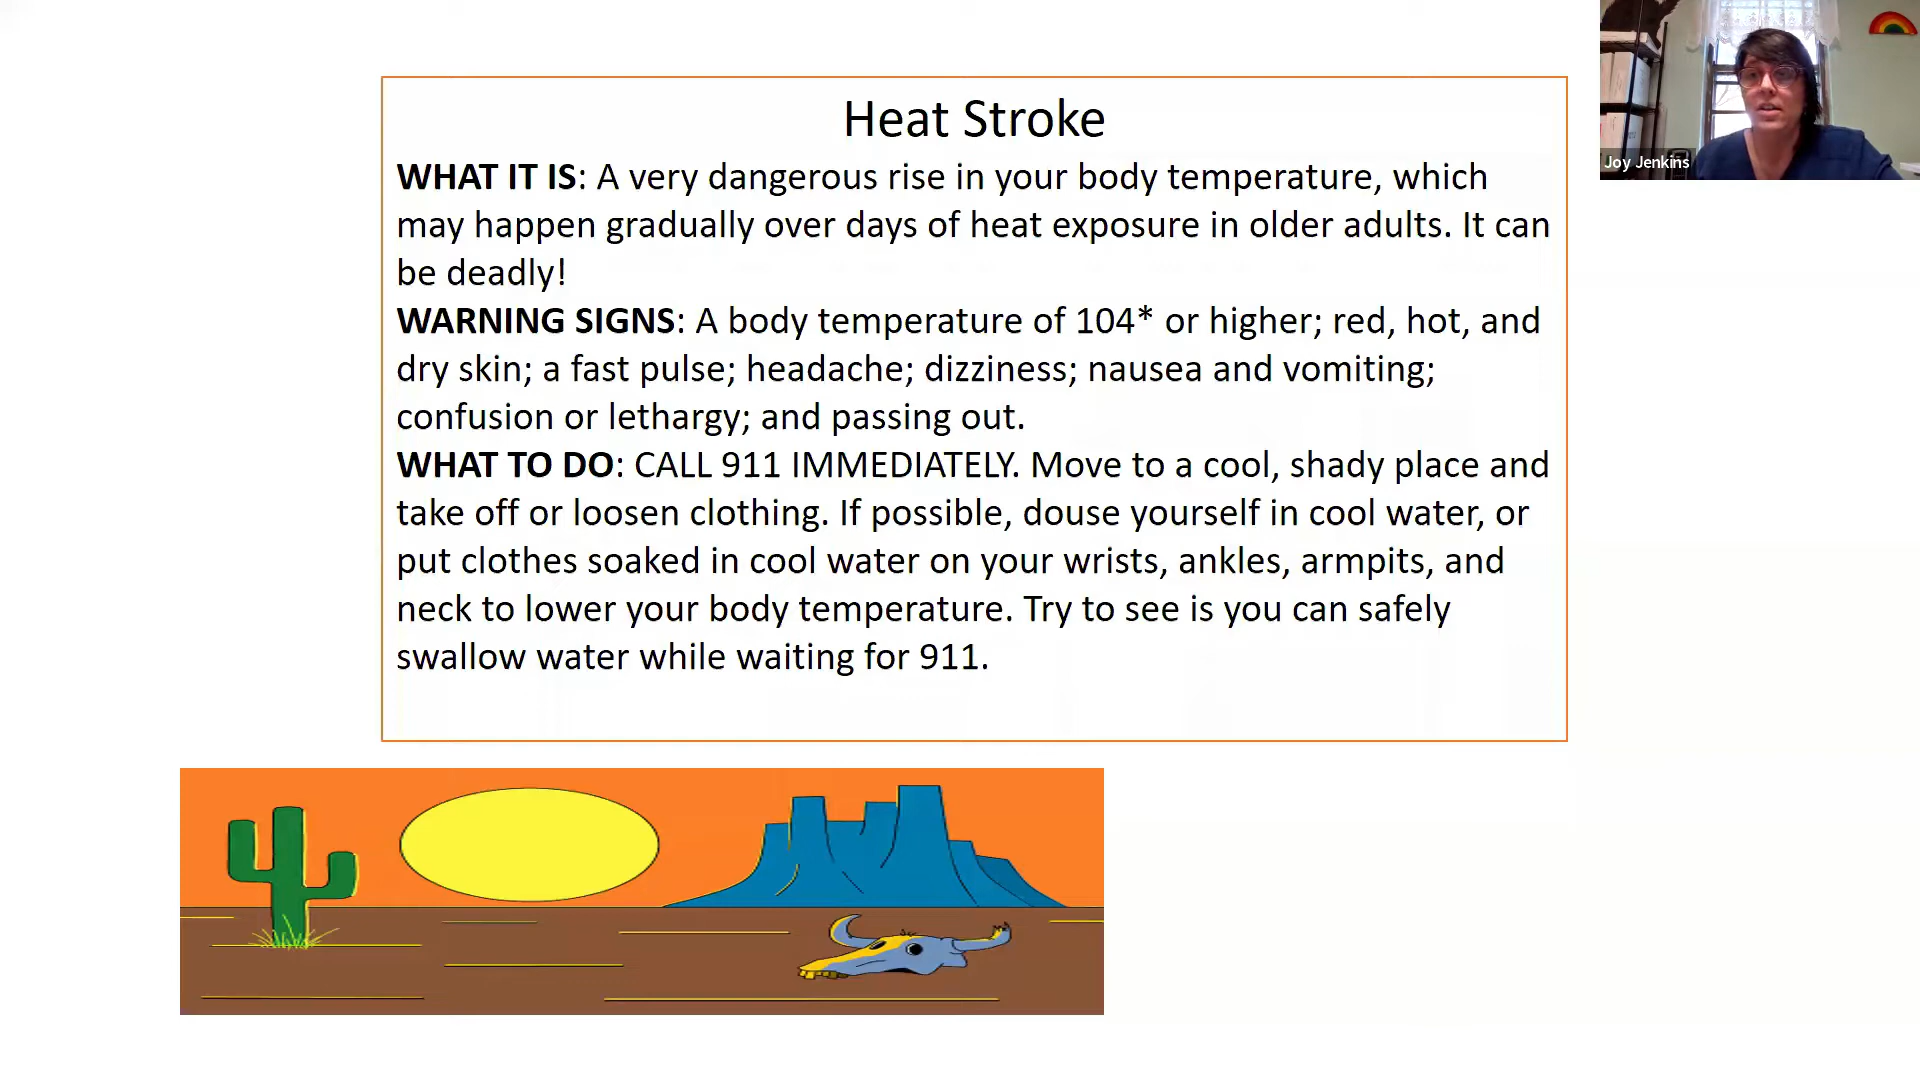 Heat Stroke
WHAT IT IS: A very dangerous rise in your body temperature, which
may happen gradually over days of heat exposure in older adults. It can
be deadly!
WARNING SIGNS: A body temperature of 104* or higher; red, hot, and
dry skin; a fast pulse; headache; dizziness; nausea and vomiting;
confusion or lethargy; and passing out.
WHAT TO DO: CALL 911 IMMEDIATELY. Move to a cool, shady place and
take off or loosen clothing. If possible, douse yourself in cool water, or
put clothes soaked in cool water on your wrists, ankles, armpits, and
neck to lower your body temperature. Try to see is you can safely
swallow water while waiting for 911.
Joy Jenkins